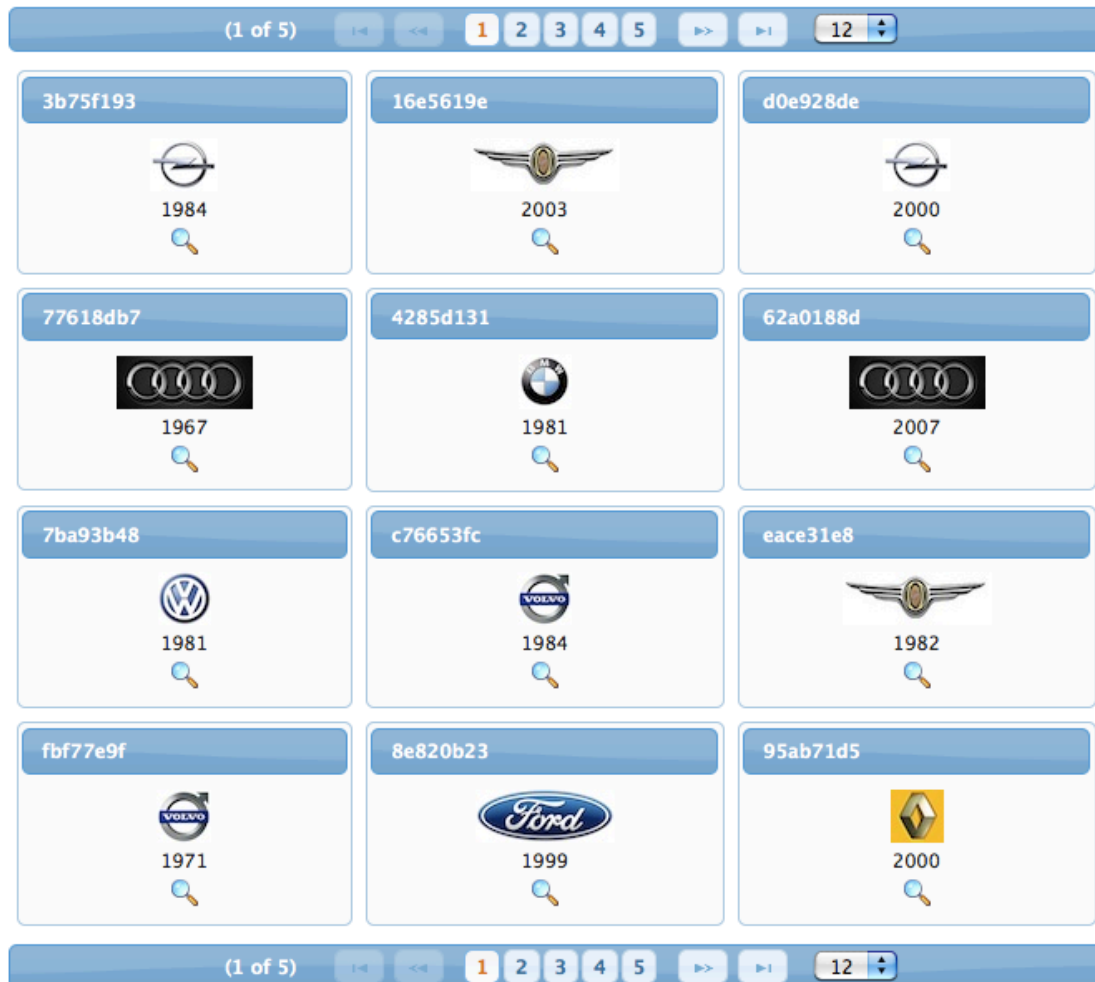 (1 of 5) 1 2 3 4 5 12
3b75f193 16e5619e d0e928de
1984 2003 2000
77618db7 4285d131 62a0188d
BMW
1967 1981 2007
7ba93b48 c76653fc eace31e8
VOLVO
1981 1984 1982
fbf77e9f 8e820b23 95ab71d5
VOLVO Ford
1971 1999 2000
(1 of 5) 1 2 3 4 5 12